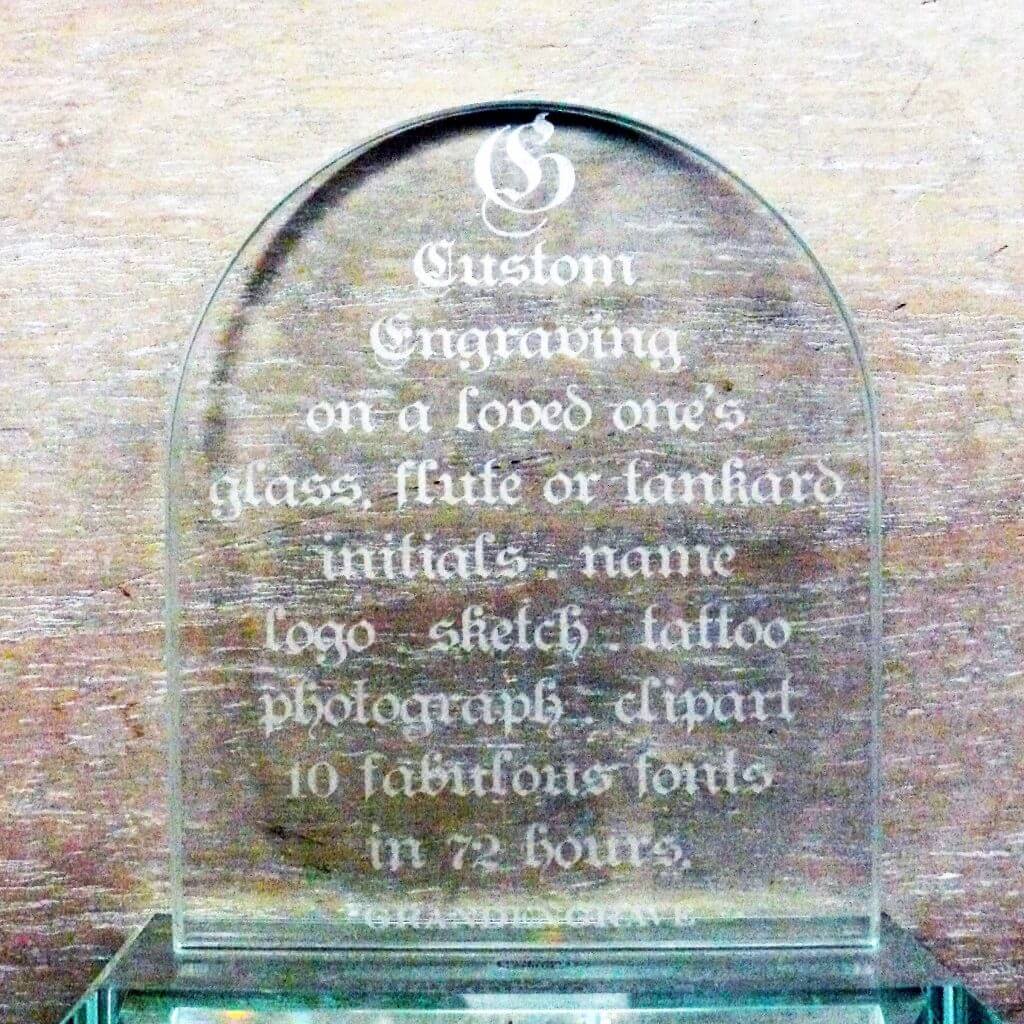 G
Custom
Engraving
on a loved one's
glass, flute or tankard
initials . name
logo . sketch . tattoo
photograph . clipart
10 fabulous fonts
in 72 hours.
GRANDENGRAVE